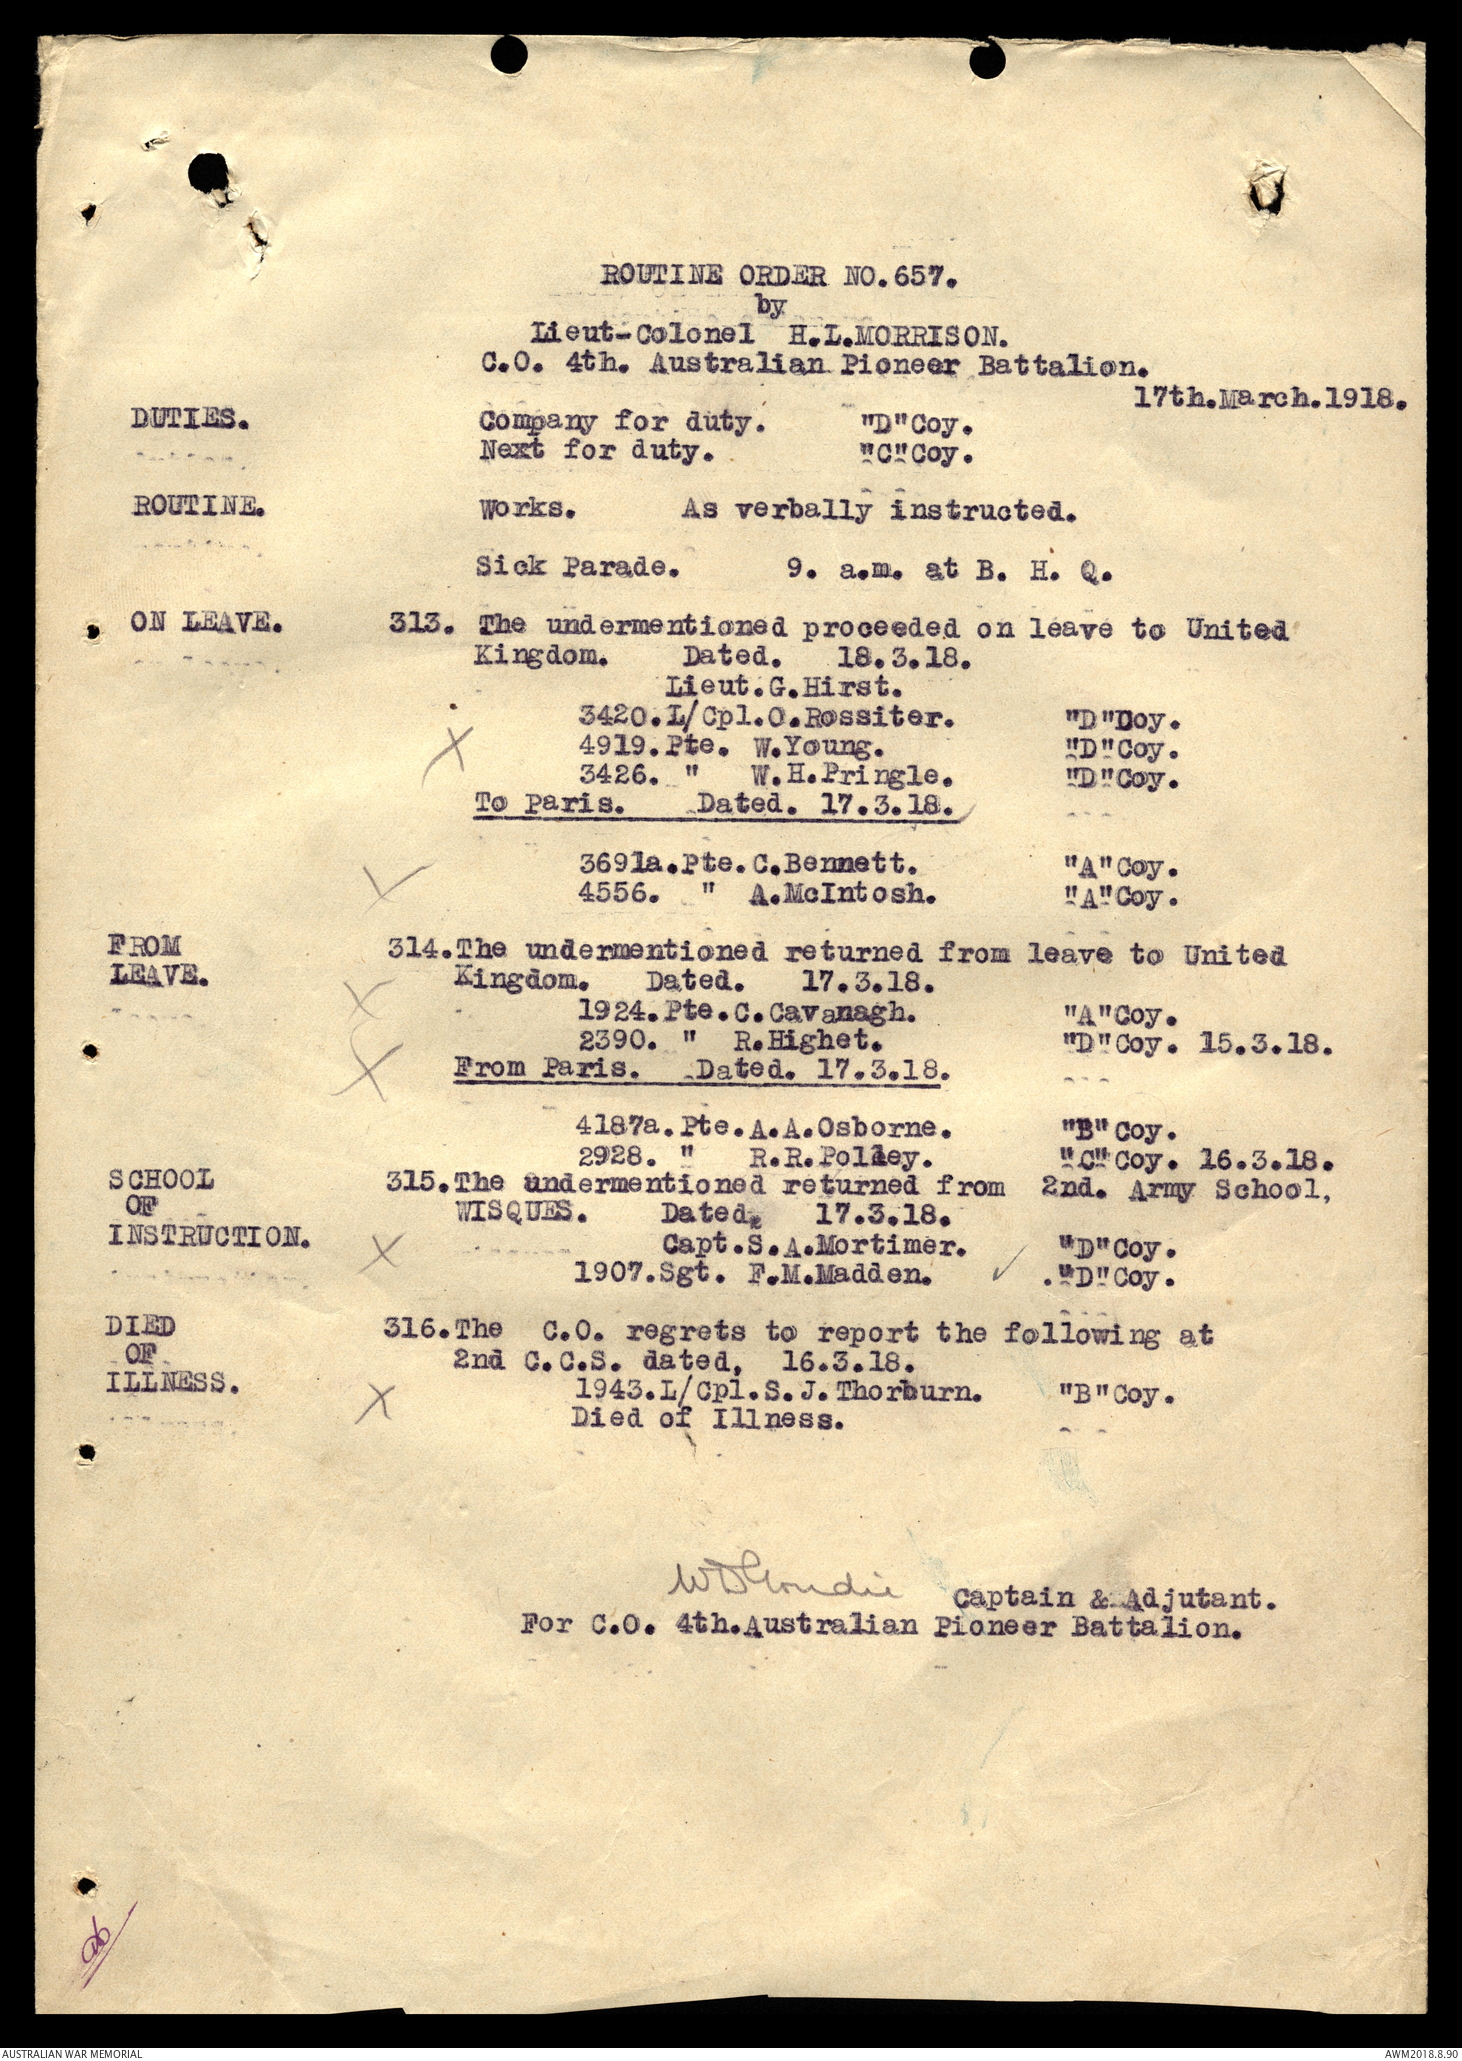 ROUTINE ORDER NO.657.
by
Lieut-Colonel H.L.MORRISON.
C.O. 4th. Australian Pioneer Battalion.
17th.March.1918.
DUTIES. Company for duty. "D"Coy.
Next for duty. "C"Coy.
ROUTINE. Works. As verbally instructed.
Sick Parade. 9. a.m. at B. H. Q.
ON LEAVE. 313. The undermentioned proceeded on leave to United
Kingdom. Dated. 18.3.18.
Lieut.G.Hirst.
3420.L/Cpl.O.Rossiter. "D"Coy.
4919.Pte. W.Young. "D"Coy.
3426. " W.H.Pringle. "D"Coy.
To Paris. Dated. 17.3.18.
3691a.Pte.C.Bennett. "A"Coy.
4556. " A.McIntosh. "A"Coy.
FROM 314.The undermentioned returned from leave to United
LEAVE. Kingdom. Dated. 17.3.18.
1924.Pte.C.Cavanagh. "A"Coy.
2390. " R.Highet. "D"Coy. 15.3.18.
From Paris. Dated. 17.3.18.
4187a.Pte.A.A.Osborne. "B"Coy.
2928. " R.R.Polley. "C"Coy. 16.3.18.
SCHOOL 315.The undermentioned returned from 2nd. Army School,
OF WISQUES. Dated. 17.3.18.
INSTRUCTION. Capt.S.A.Mortimer. "D"Coy.
1907.Sgt. F.M.Madden. ✓ ."D"Coy.
DIED 316.The C.O. regrets to report the following at
OF 2nd C.C.S. dated, 16.3.18.
ILLNESS. 1943.L/Cpl.S.J.Thorburn. "B"Coy.
Died of Illness.
WDGoudie Captain & Adjutant.
For C.O. 4th.Australian Pioneer Battalion.
AUSTRALIAN WAR MEMORIAL AWM2018.8.90